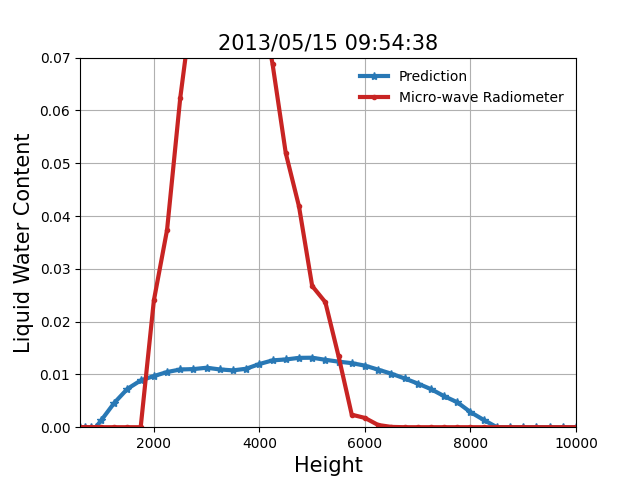 2013/05/15 09:54:38
Prediction
Micro-wave Radiometer
Liquid Water Content
0.07
0.06
0.05
0.04
0.03
0.02
0.01
0.00
2000 4000 6000 8000 10000
Height